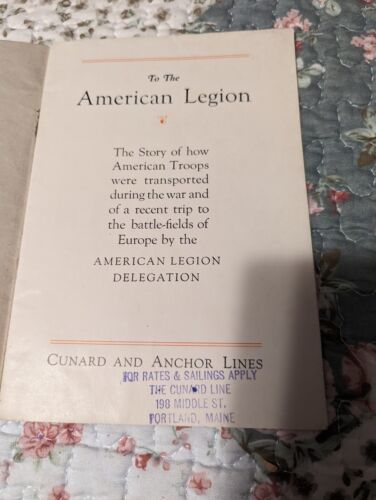 To The
American Legion
The Story of how
American Troops
were transported
during the war and
of a recent trip to
the battle-fields of
Europe by the
AMERICAN LEGION
DELEGATION
CUNARD AND ANCHOR LINES
FOR RATES & SAILINGS APPLY
THE CUNARD LINE
198 MIDDLE ST.
PORTLAND, MAINE